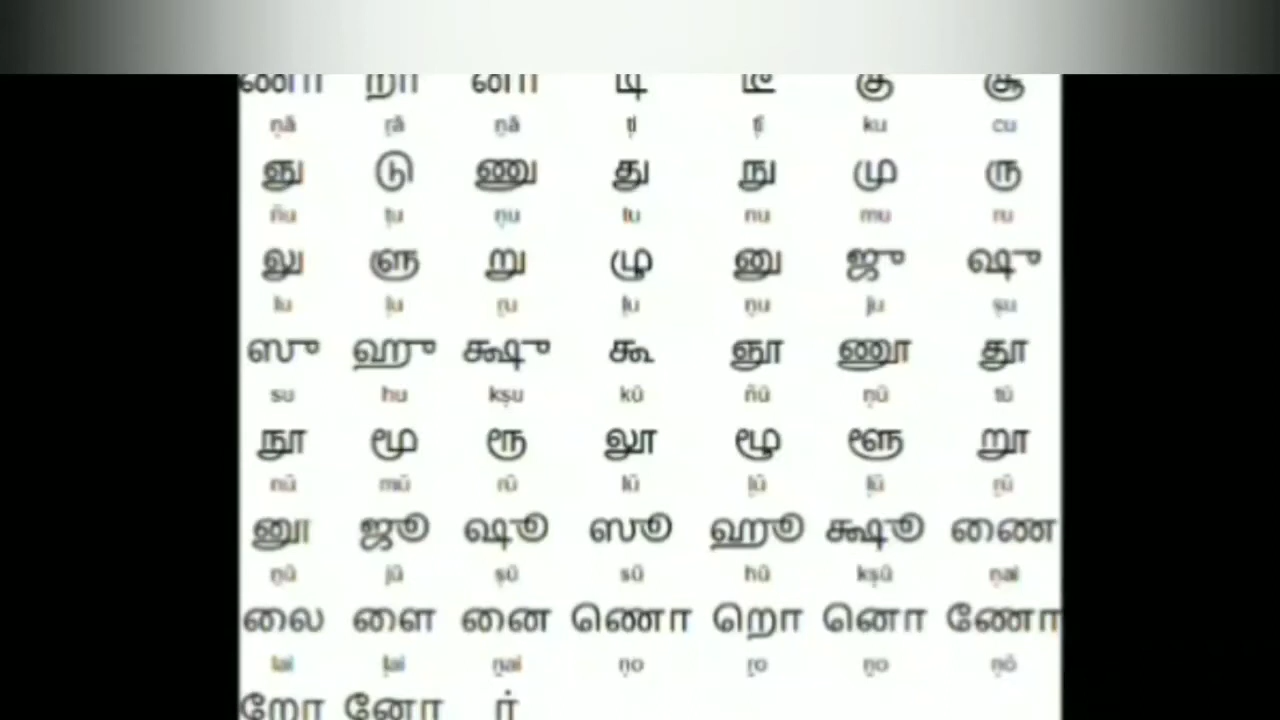 ணா றா னா டி டீ கு சூ
ṇā ṟā ṉā ṭi ṭī ku cu
ஞு டு ணு து நு மு ரு
ñu ṭu ṇu tu nu mu ru
லு ளு று ழு னு ஜு ஷு
lu ḷu ṟu ḻu ṉu ju ṣu
ஸு ஹு க்ஷு கூ ஞூ ணூ தூ
su hu kṣu kū ñū ṇū tū
நூ மூ ரூ லூ ழூ ளூ றூ
nū mū rū lū ḻū ḷū ṟū
னூ ஜூ ஷூ ஸூ ஹூ க்ஷூ ணை
ṉū jū ṣū sū hū kṣū ṇai
லை ளை னை ணொ றொ னொ ணோ
lai ḷai ṉai ṇo ṟo ṉo ṇō
றோ னோ ர்